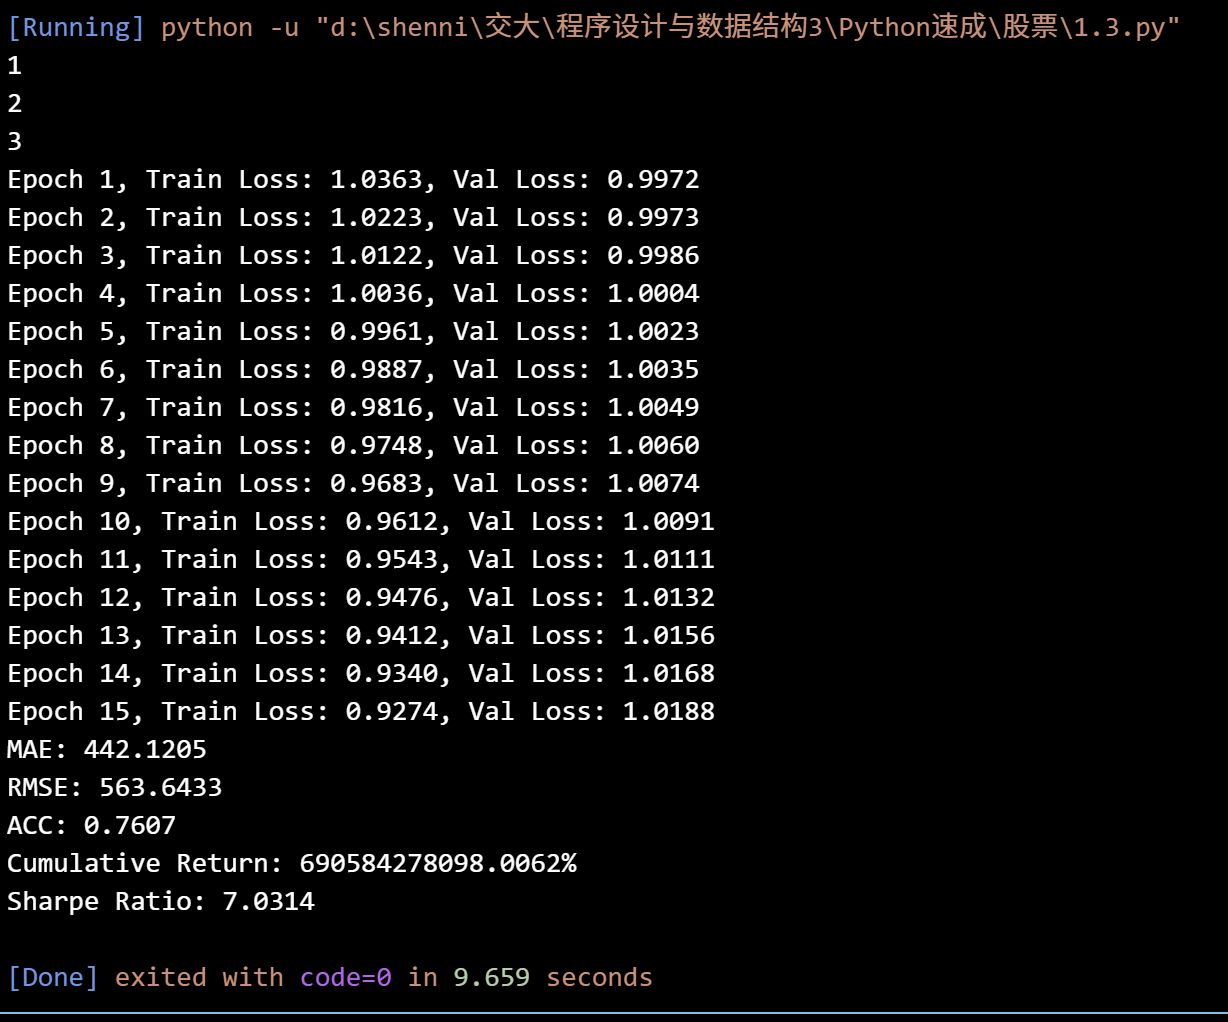 [Running] python -u "d:\shenni\交大\程序设计与数据结构3\Python速成\股票\1.3.py"
1
2
3
Epoch 1, Train Loss: 1.0363, Val Loss: 0.9972
Epoch 2, Train Loss: 1.0223, Val Loss: 0.9973
Epoch 3, Train Loss: 1.0122, Val Loss: 0.9986
Epoch 4, Train Loss: 1.0036, Val Loss: 1.0004
Epoch 5, Train Loss: 0.9961, Val Loss: 1.0023
Epoch 6, Train Loss: 0.9887, Val Loss: 1.0035
Epoch 7, Train Loss: 0.9816, Val Loss: 1.0049
Epoch 8, Train Loss: 0.9748, Val Loss: 1.0060
Epoch 9, Train Loss: 0.9683, Val Loss: 1.0074
Epoch 10, Train Loss: 0.9612, Val Loss: 1.0091
Epoch 11, Train Loss: 0.9543, Val Loss: 1.0111
Epoch 12, Train Loss: 0.9476, Val Loss: 1.0132
Epoch 13, Train Loss: 0.9412, Val Loss: 1.0156
Epoch 14, Train Loss: 0.9340, Val Loss: 1.0168
Epoch 15, Train Loss: 0.9274, Val Loss: 1.0188
MAE: 442.1205
RMSE: 563.6433
ACC: 0.7607
Cumulative Return: 690584278098.0062%
Sharpe Ratio: 7.0314
[Done] exited with code=0 in 9.659 seconds